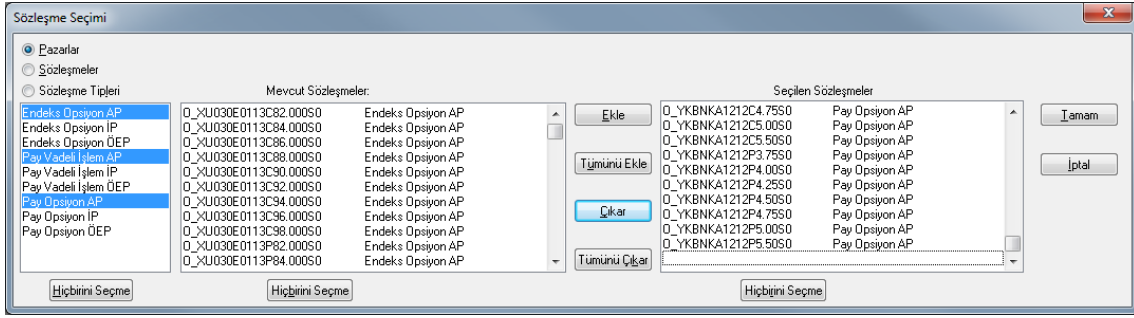 Sözleşme Seçimi
Pazarlar
Sözleşmeler
Sözleşme Tipleri
Mevcut Sözleşmeler:
Seçilen Sözleşmeler
Endeks Opsiyon AP
Endeks Opsiyon İP
Endeks Opsiyon ÖEP
Pay Vadeli İşlem AP
Pay Vadeli İşlem İP
Pay Vadeli İşlem ÖEP
Pay Opsiyon AP
Pay Opsiyon İP
Pay Opsiyon ÖEP
O_XU030E0113C82.000S0 Endeks Opsiyon AP
O_XU030E0113C84.000S0 Endeks Opsiyon AP
O_XU030E0113C86.000S0 Endeks Opsiyon AP
O_XU030E0113C88.000S0 Endeks Opsiyon AP
O_XU030E0113C90.000S0 Endeks Opsiyon AP
O_XU030E0113C92.000S0 Endeks Opsiyon AP
O_XU030E0113C94.000S0 Endeks Opsiyon AP
O_XU030E0113C96.000S0 Endeks Opsiyon AP
O_XU030E0113C98.000S0 Endeks Opsiyon AP
O_XU030E0113P82.000S0 Endeks Opsiyon AP
O_XU030E0113P84.000S0 Endeks Opsiyon AP
Ekle
Tümünü Ekle
Çıkar
Tümünü Çıkar
O_YKBNKA1212C4.75S0 Pay Opsiyon AP
O_YKBNKA1212C5.00S0 Pay Opsiyon AP
O_YKBNKA1212C5.50S0 Pay Opsiyon AP
O_YKBNKA1212P3.75S0 Pay Opsiyon AP
O_YKBNKA1212P4.00S0 Pay Opsiyon AP
O_YKBNKA1212P4.25S0 Pay Opsiyon AP
O_YKBNKA1212P4.50S0 Pay Opsiyon AP
O_YKBNKA1212P4.75S0 Pay Opsiyon AP
O_YKBNKA1212P5.00S0 Pay Opsiyon AP
O_YKBNKA1212P5.50S0 Pay Opsiyon AP
Tamam
İptal
Hiçbirini Seçme
Hiçbirini Seçme
Hiçbirini Seçme